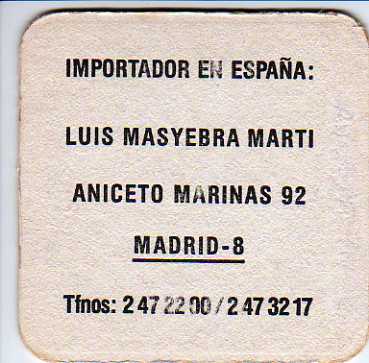 IMPORTADOR EN ESPAÑA:
LUIS MASYEBRA MARTI
ANICETO MARINAS 92
MADRID-8
Tfnos: 2 47 22 00 / 2 47 32 17